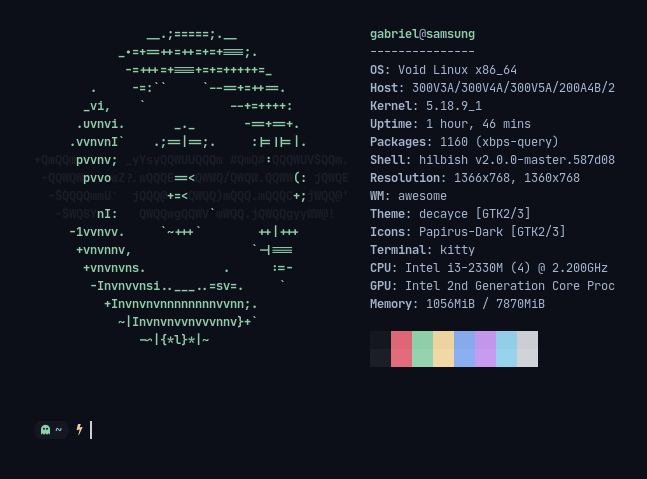 gabriel@samsung
---------------
OS: Void Linux x86_64
Host: 300V3A/300V4A/300V5A/200A4B/2
Kernel: 5.18.9_1
Uptime: 1 hour, 46 mins
Packages: 1160 (xbps-query)
Shell: hilbish v2.0.0-master.587d08
Resolution: 1366x768, 1360x768
WM: awesome
Theme: decayce [GTK2/3]
Icons: Papirus-Dark [GTK2/3]
Terminal: kitty
CPU: Intel i3-2330M (4) @ 2.200GHz
GPU: Intel 2nd Generation Core Proc
Memory: 1056MiB / 7870MiB
~